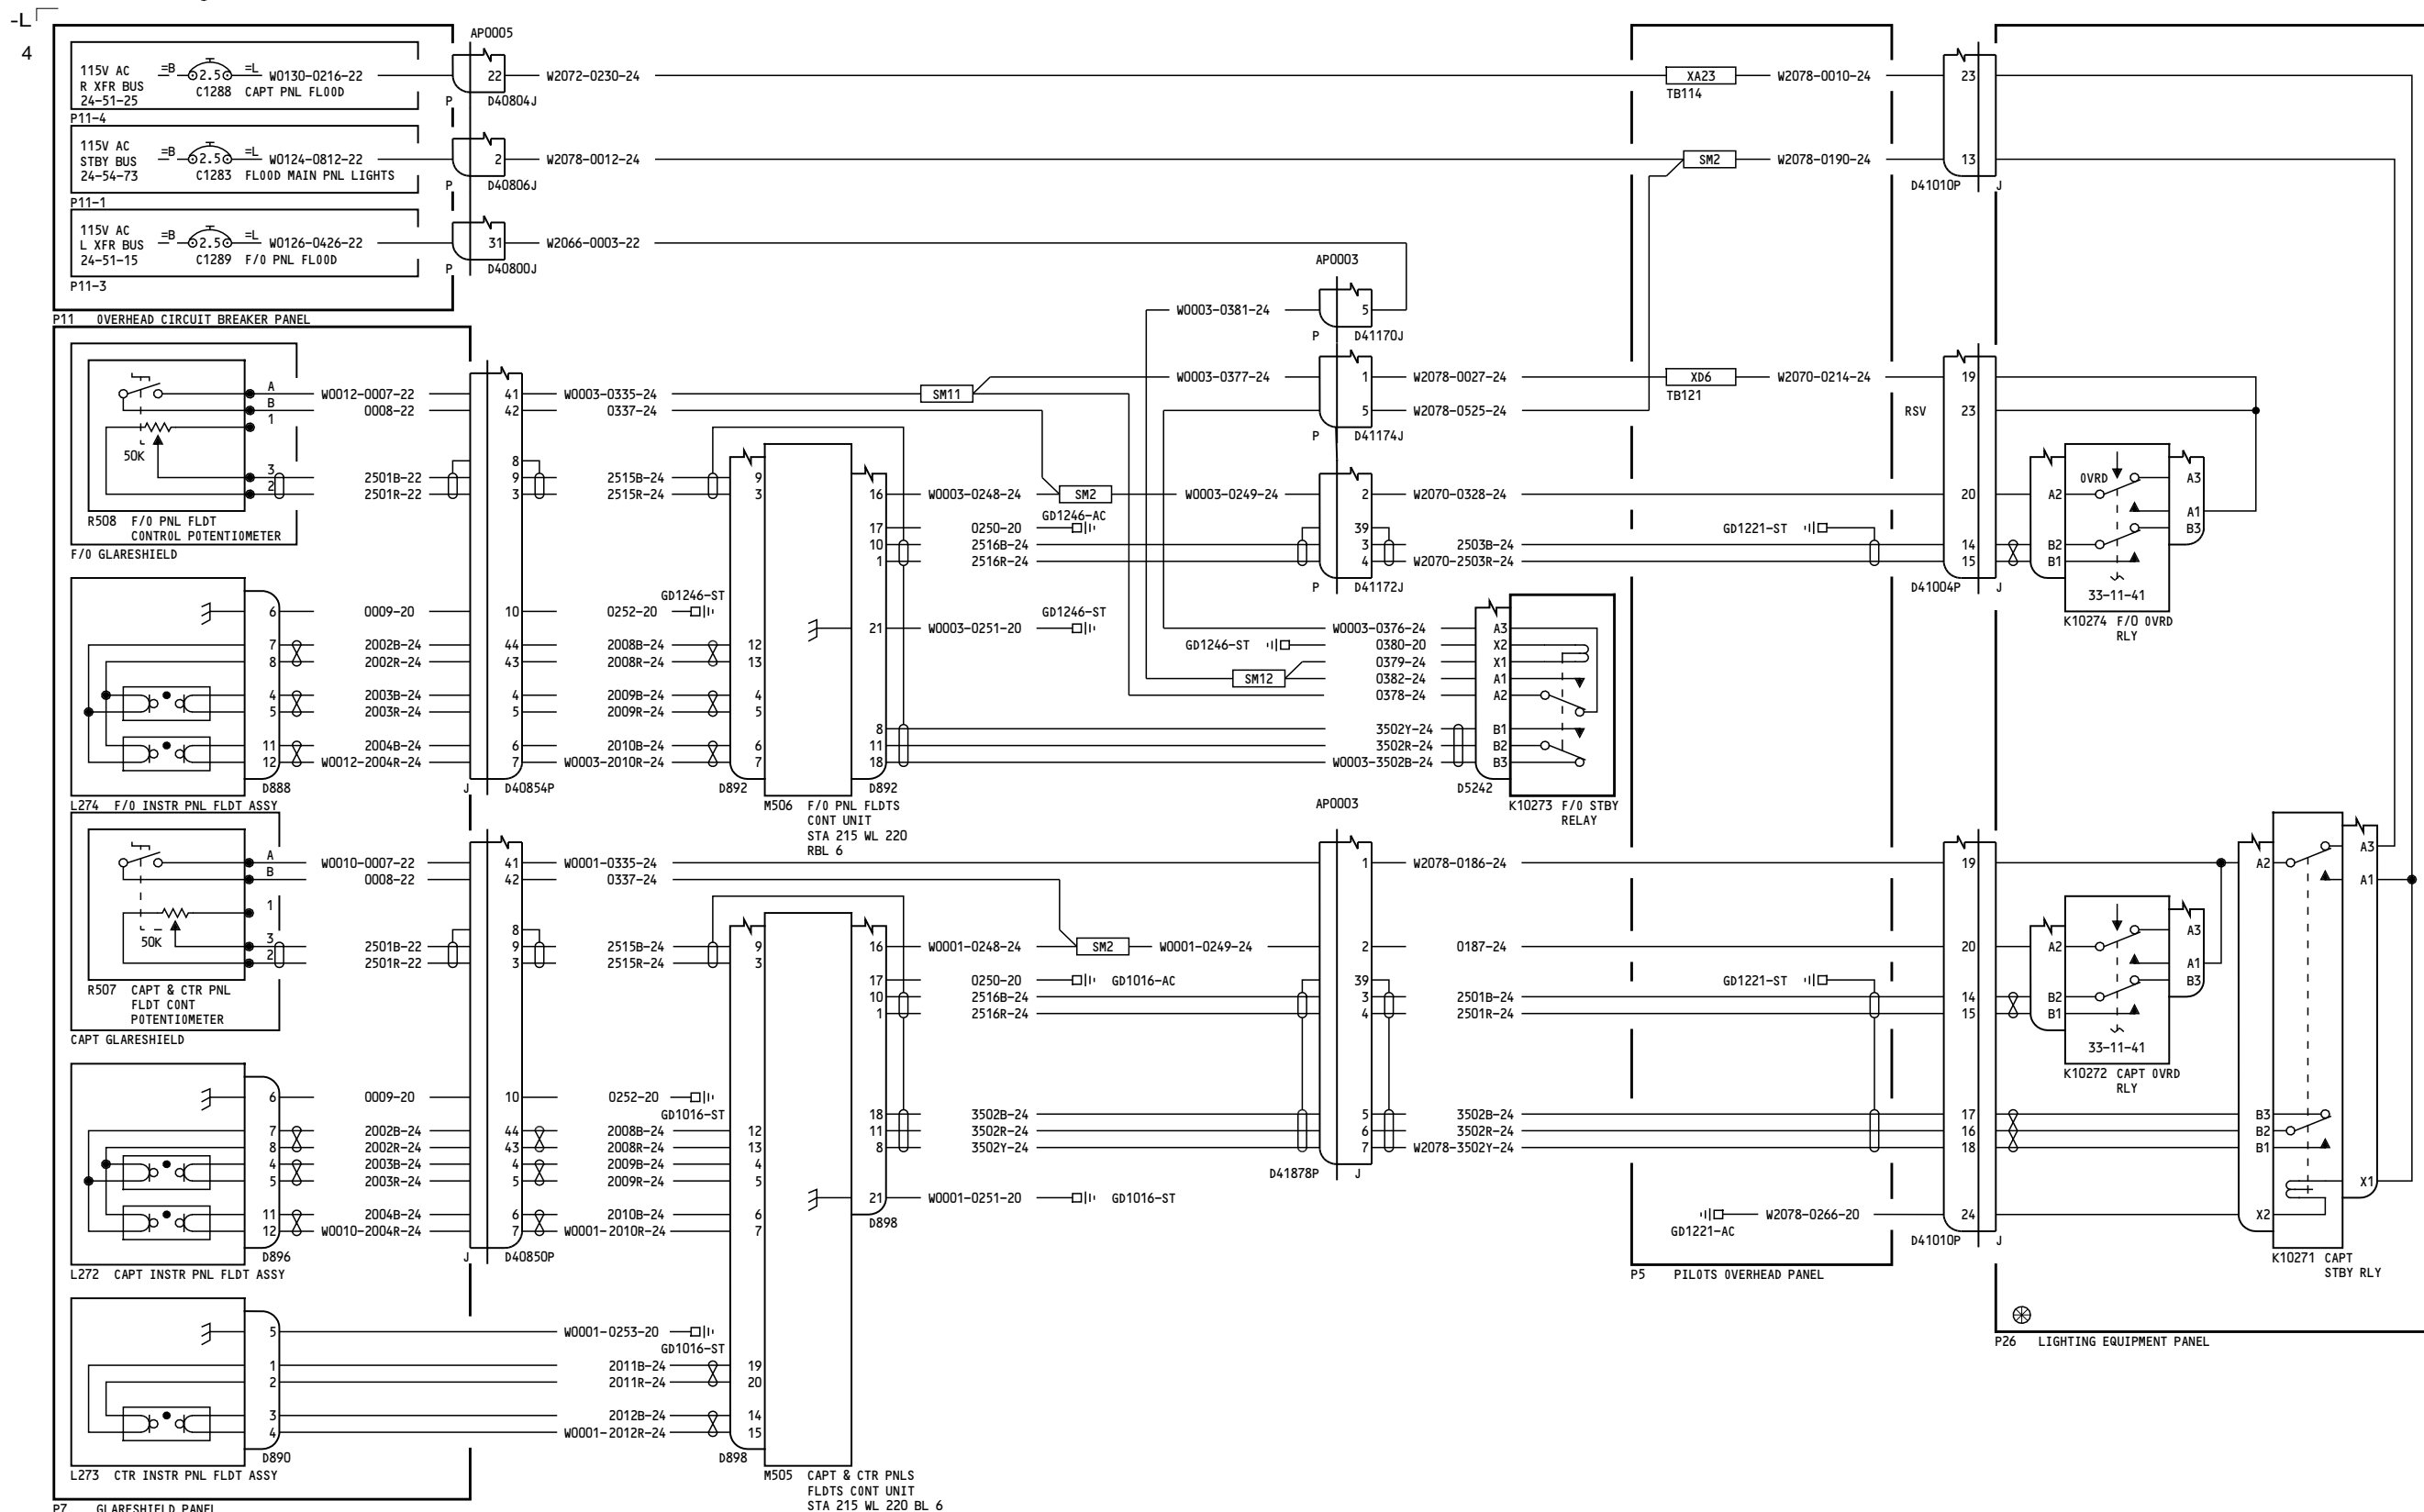 -L
4
AP0005
115V AC
R XFR BUS
24-51-25
=B
2.5
=L
C1288
W0130-0216-22
CAPT PNL FLOOD
P11-4
22
P
D40804J
W2072-0230-24
XA23
TB114
W2078-0010-24
23
115V AC
STBY BUS
24-54-73
=B
2.5
=L
C1283
W0124-0812-22
FLOOD MAIN PNL LIGHTS
P11-1
2
P
D40806J
W2078-0012-24
SM2
W2078-0190-24
13
D41010P
J
115V AC
L XFR BUS
24-51-15
=B
2.5
=L
C1289
W0126-0426-22
F/O PNL FLOOD
P11-3
31
P
D40800J
W2066-0003-22
P11 OVERHEAD CIRCUIT BREAKER PANEL
AP0003
W0003-0381-24
5
P
D41170J
A
B
1
3
2
50K
R508 F/O PNL FLDT
CONTROL POTENTIOMETER
F/O GLARESHIELD
W0012-0007-22
0008-22
2501B-22
2501R-22
41
42
8
9
3
W0003-0335-24
0337-24
2515B-24
2515R-24
9
3
SM11
W0003-0377-24
1
5
P
D41174J
W2078-0027-24
W2078-0525-24
XD6
TB121
W2070-0214-24
19
RSV
23
16
W0003-0248-24
SM2
W0003-0249-24
2
W2070-0328-24
20
17
0250-20
GD1246-AC
39
GD1221-ST
10
2516B-24
3
2503B-24
14
1
2516R-24
4
W2070-2503R-24
15
P
D41172J
D41004P
J
OVRD
A2
B2
B1
A3
A1
B3
33-11-41
K10274 F/O OVRD
RLY
6
7
8
4
5
11
12
D888
L274 F/O INSTR PNL FLDT ASSY
0009-20
2002B-24
2002R-24
2003B-24
2003R-24
2004B-24
W0012-2004R-24
10
44
43
4
5
6
7
J
D40854P
0252-20
GD1246-ST
2008B-24
2008R-24
2009B-24
2009R-24
2010B-24
W0003-2010R-24
12
13
4
5
6
7
D892
M506 F/O PNL FLDTS
CONT UNIT
STA 215 WL 220
RBL 6
21
W0003-0251-20
GD1246-ST
8
11
18
D892
GD1246-ST
SM12
W0003-0376-24
0380-20
0379-24
0382-24
0378-24
3502Y-24
3502R-24
W0003-3502B-24
A3
X2
X1
A1
A2
B1
B2
B3
D5242
K10273 F/O STBY
RELAY
AP0003
A
B
1
3
2
50K
R507 CAPT & CTR PNL
FLDT CONT
POTENTIOMETER
CAPT GLARESHIELD
W0010-0007-22
0008-22
2501B-22
2501R-22
41
42
8
9
3
W0001-0335-24
0337-24
2515B-24
2515R-24
9
3
1
W2078-0186-24
19
16
W0001-0248-24
SM2
W0001-0249-24
2
0187-24
20
17
0250-20
GD1016-AC
39
GD1221-ST
10
2516B-24
3
2501B-24
14
1
2516R-24
4
2501R-24
15
A2
B2
B1
A3
A1
B3
33-11-41
K10272 CAPT OVRD
RLY
18
3502B-24
5
3502B-24
17
11
3502R-24
6
3502R-24
16
8
3502Y-24
7
W2078-3502Y-24
18
D41878P
J
21
W0001-0251-20
GD1016-ST
D898
GD1221-AC
W2078-0266-20
24
D41010P
J
P5 PILOTS OVERHEAD PANEL
A2
B3
B2
B1
X2
A3
A1
X1
K10271 CAPT
STBY RLY
P26 LIGHTING EQUIPMENT PANEL
6
7
8
4
5
11
12
D896
L272 CAPT INSTR PNL FLDT ASSY
0009-20
2002B-24
2002R-24
2003B-24
2003R-24
2004B-24
W0010-2004R-24
10
44
43
4
5
6
7
J
D40850P
0252-20
GD1016-ST
2008B-24
2008R-24
2009B-24
2009R-24
2010B-24
W0001-2010R-24
12
13
4
5
6
7
5
1
2
3
4
D890
L273 CTR INSTR PNL FLDT ASSY
W0001-0253-20
GD1016-ST
2011B-24
2011R-24
2012B-24
W0001-2012R-24
19
20
14
15
D898
M505 CAPT & CTR PNLS
FLDTS CONT UNIT
STA 215 WL 220 BL 6
P7 GLARESHIELD PANEL